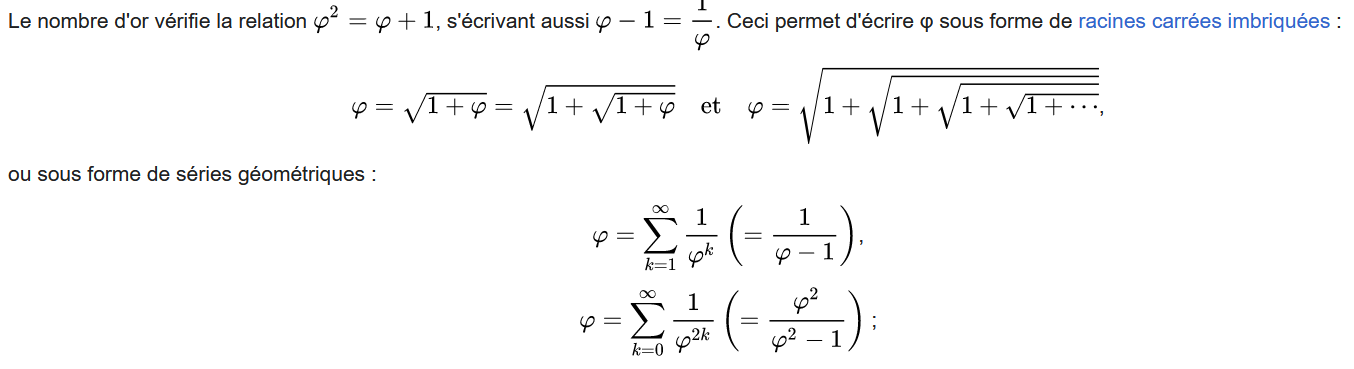 Le nombre d'or vérifie la relation φ² = φ + 1, s'écrivant aussi φ − 1 = 1/φ. Ceci permet d'écrire φ sous forme de racines carrées imbriquées :
φ = √(1 + φ) = √(1 + √(1 + φ)) et φ = √(1 + √(1 + √(1 + √(1 + ⋯)))),
ou sous forme de séries géométriques :
φ = ∑_{k=1}^{∞} 1/φ^k (= 1/(φ − 1)),
φ = ∑_{k=0}^{∞} 1/φ^{2k} (= φ²/(φ² − 1)) ;